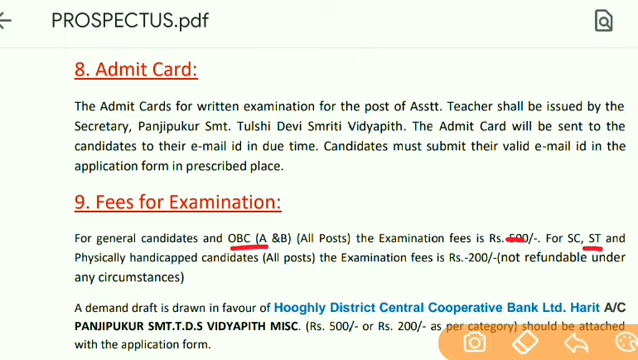 PROSPECTUS.pdf
8. Admit Card:
The Admit Cards for written examination for the post of Asstt. Teacher shall be issued by the
Secretary, Panjipukur Smt. Tulshi Devi Smriti Vidyapith. The Admit Card will be sent to the
candidates to their e-mail id in due time. Candidates must submit their valid e-mail id in the
application form in prescribed place.
9. Fees for Examination:
For general candidates and OBC (A &B) (All Posts) the Examination fees is Rs. 500/-. For SC, ST and
Physically handicapped candidates (All posts) the Examination fees is Rs.-200/-(not refundable under
any circumstances)
A demand draft is drawn in favour of Hooghly District Central Cooperative Bank Ltd. Harit A/C
PANJIPUKUR SMT.T.D.S VIDYAPITH MISC. (Rs. 500/- or Rs. 200/- as per category) should be attached
with the application form.